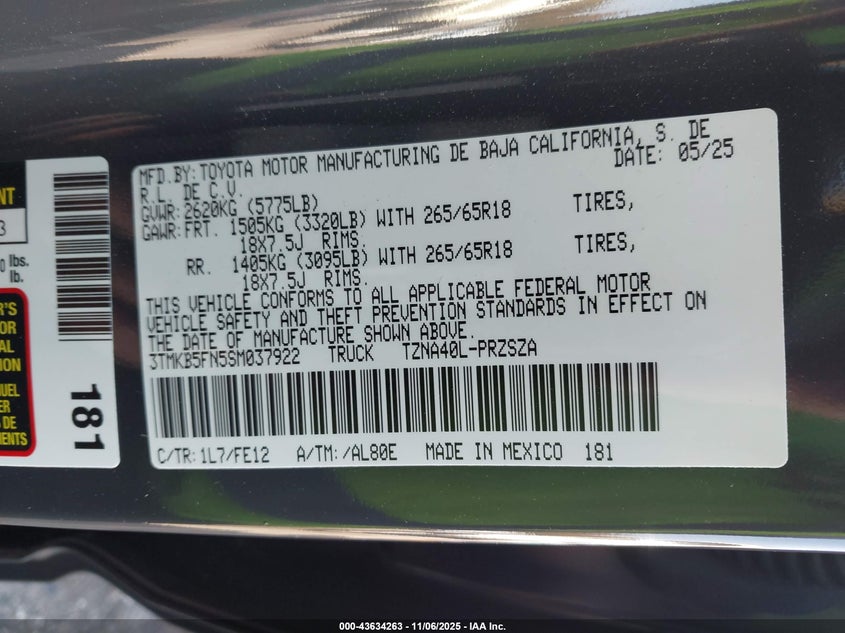 MFD.BY:TOYOTA MOTOR MANUFACTURING DE BAJA CALIFORNIA, S. DE
R.L. DE C.V.
DATE: 05/25
GVWR:2620KG (5775LB)
GAWR:FRT. 1505KG (3320LB) WITH 265/65R18 TIRES,
18X7.5J RIMS.
RR. 1405KG (3095LB) WITH 265/65R18 TIRES,
18X7.5J RIMS.
THIS VEHICLE CONFORMS TO ALL APPLICABLE FEDERAL MOTOR
VEHICLE SAFETY AND THEFT PREVENTION STANDARDS IN EFFECT ON
THE DATE OF MANUFACTURE SHOWN ABOVE.
3TMKB5FN5SM037922 TRUCK TZNA40L-PRZSZA
C/TR:1L7/FE12 A/TM:/AL80E MADE IN MEXICO 181
3
lbs.
lb.
181
000-43634263 - 11/06/2025 - IAA Inc.